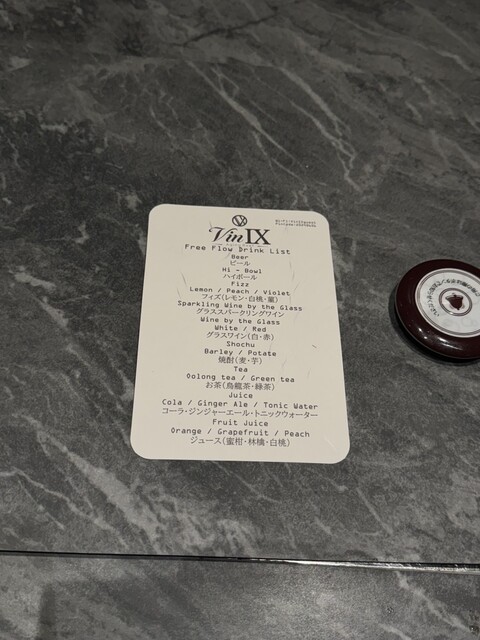 Vin IX
Free Flow Drink List
Beer
ビール
Hi - Bowl
ハイボール
Fizz
Lemon / Peach / Violet
フィズ(レモン・白桃・菫)
Sparkling Wine by the Glass
グラススパークリングワイン
Wine by the Glass
White / Red
グラスワイン(白・赤)
Shochu
Barley / Potate
焼酎(麦・芋)
Tea
Oolong tea / Green tea
お茶(烏龍茶・緑茶)
Juice
Cola / Ginger Ale / Tonic Water
コーラ・ジンジャーエール・トニックウォーター
Fruit Juice
Orange / Grapefruit / Peach
ジュース(蜜柑・林檎・白桃)